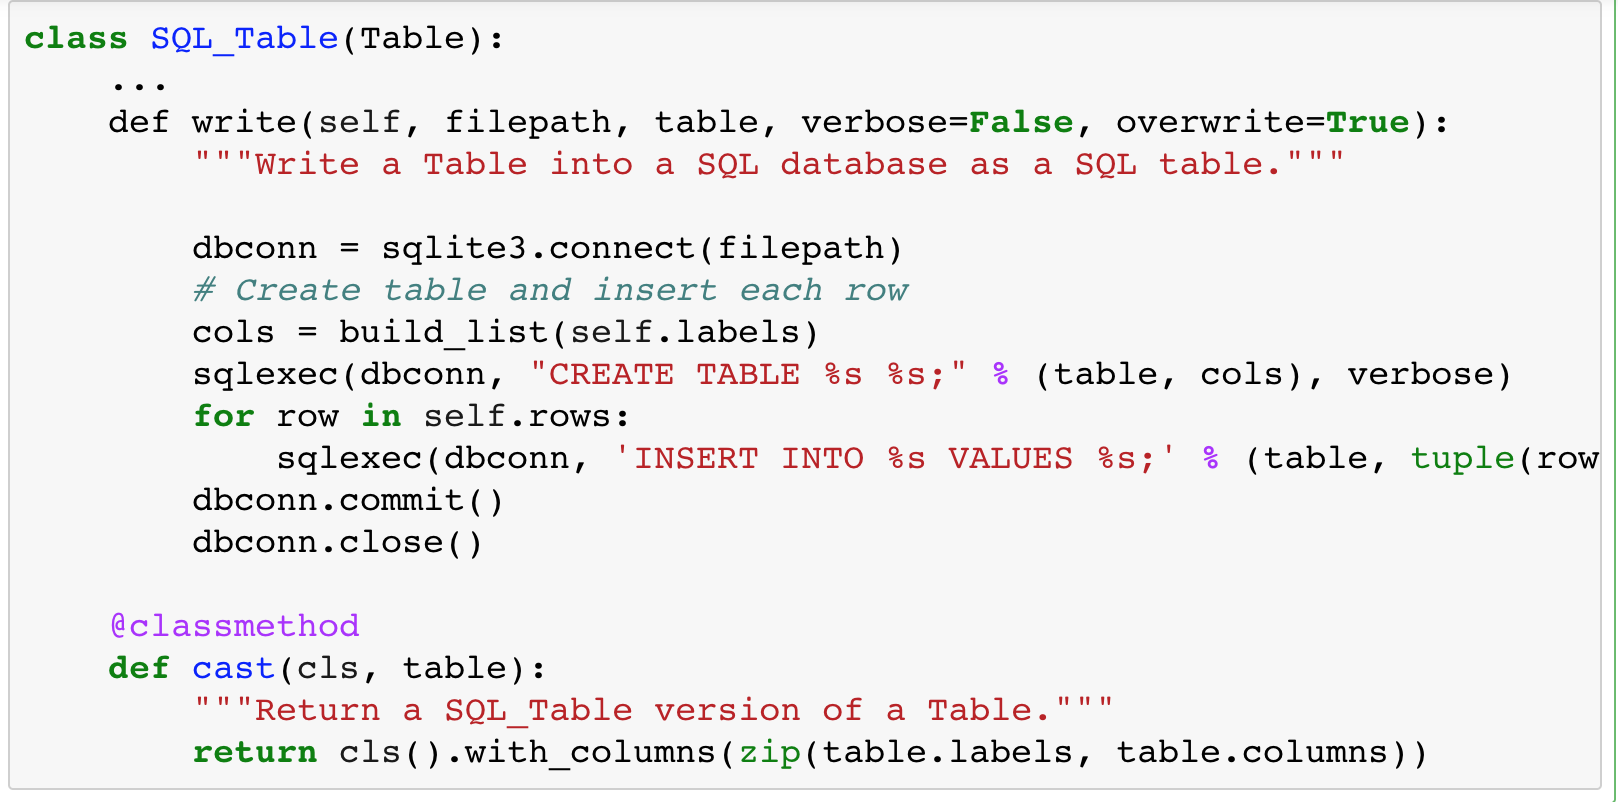 class SQL_Table(Table):
    ...
    def write(self, filepath, table, verbose=False, overwrite=True):
        """Write a Table into a SQL database as a SQL table."""

        dbconn = sqlite3.connect(filepath)
        # Create table and insert each row
        cols = build_list(self.labels)
        sqlexec(dbconn, "CREATE TABLE %s %s;" % (table, cols), verbose)
        for row in self.rows:
            sqlexec(dbconn, 'INSERT INTO %s VALUES %s;' % (table, tuple(row
        dbconn.commit()
        dbconn.close()

    @classmethod
    def cast(cls, table):
        """Return a SQL_Table version of a Table."""
        return cls().with_columns(zip(table.labels, table.columns))